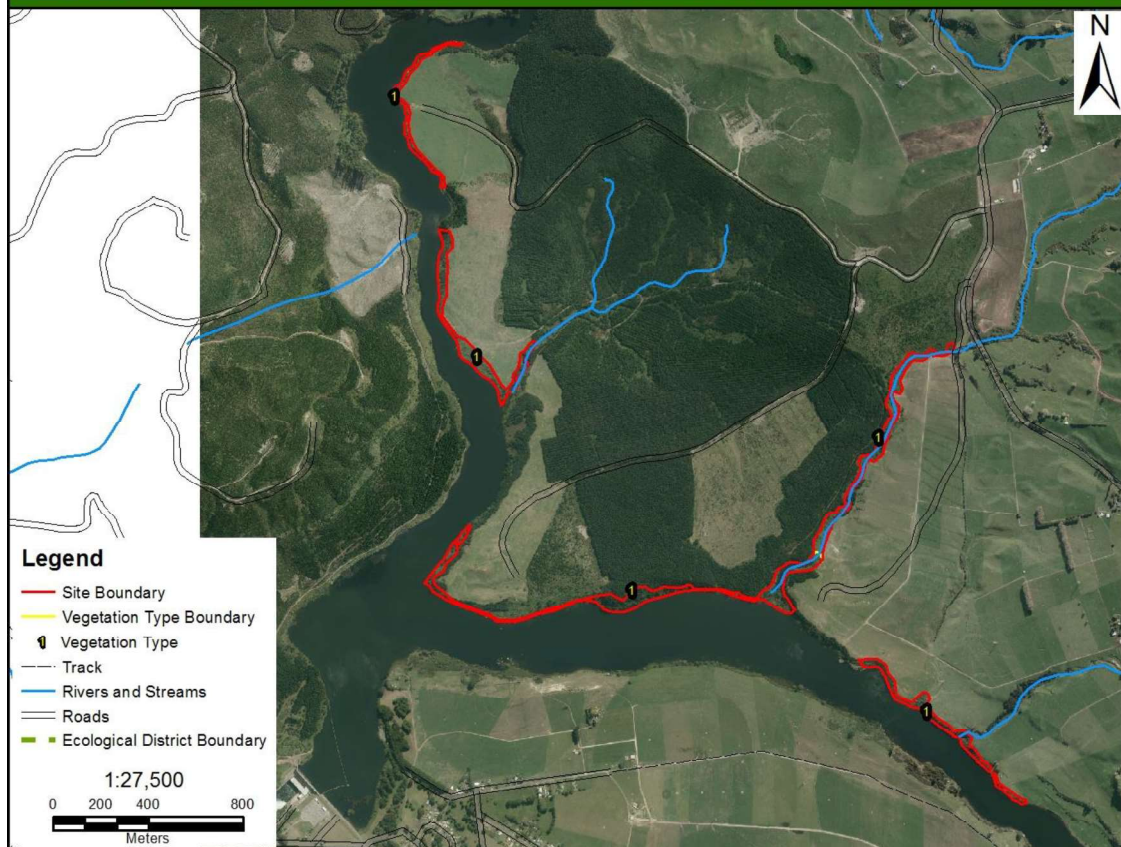 N
1
1
1
1
1
Legend
Site Boundary
Vegetation Type Boundary
1 Vegetation Type
Track
Rivers and Streams
Roads
Ecological District Boundary
1:27,500
0 200 400 800
Meters